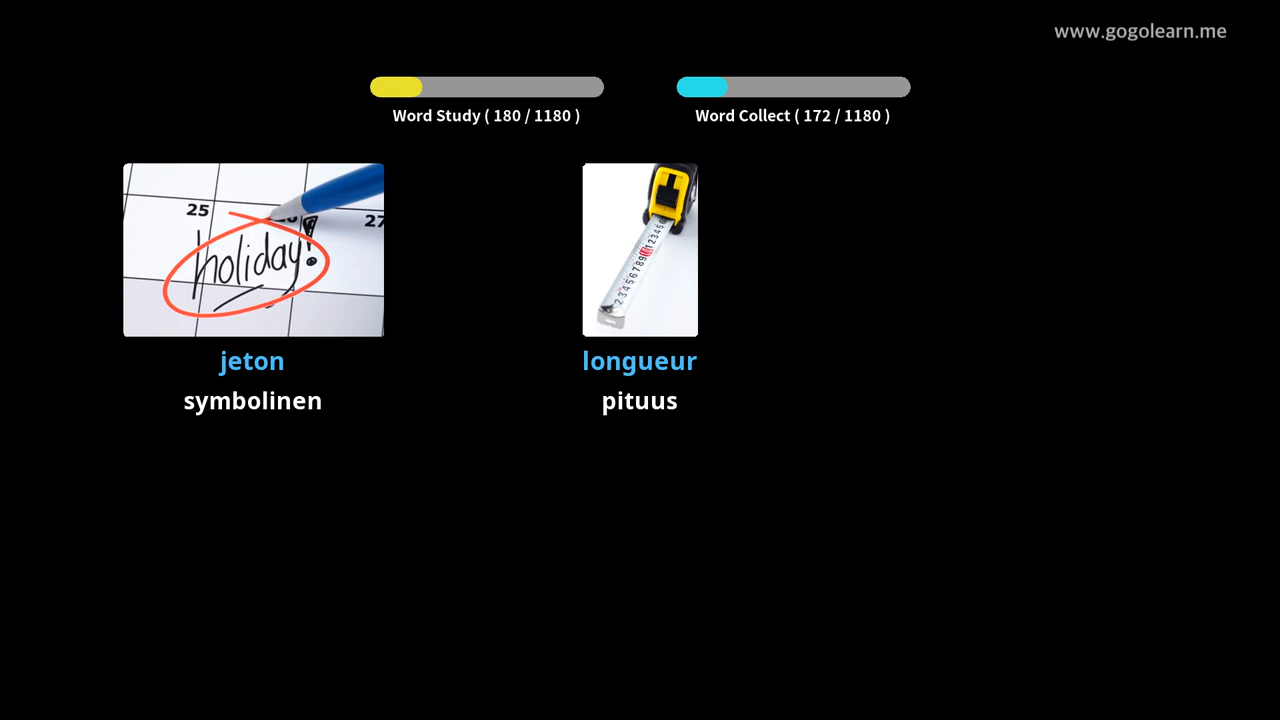 www.gogolearn.me
Word Study ( 180 / 1180 )
Word Collect ( 172 / 1180 )
25
27
holiday!
jeton
symbolinen
longueur
pituus